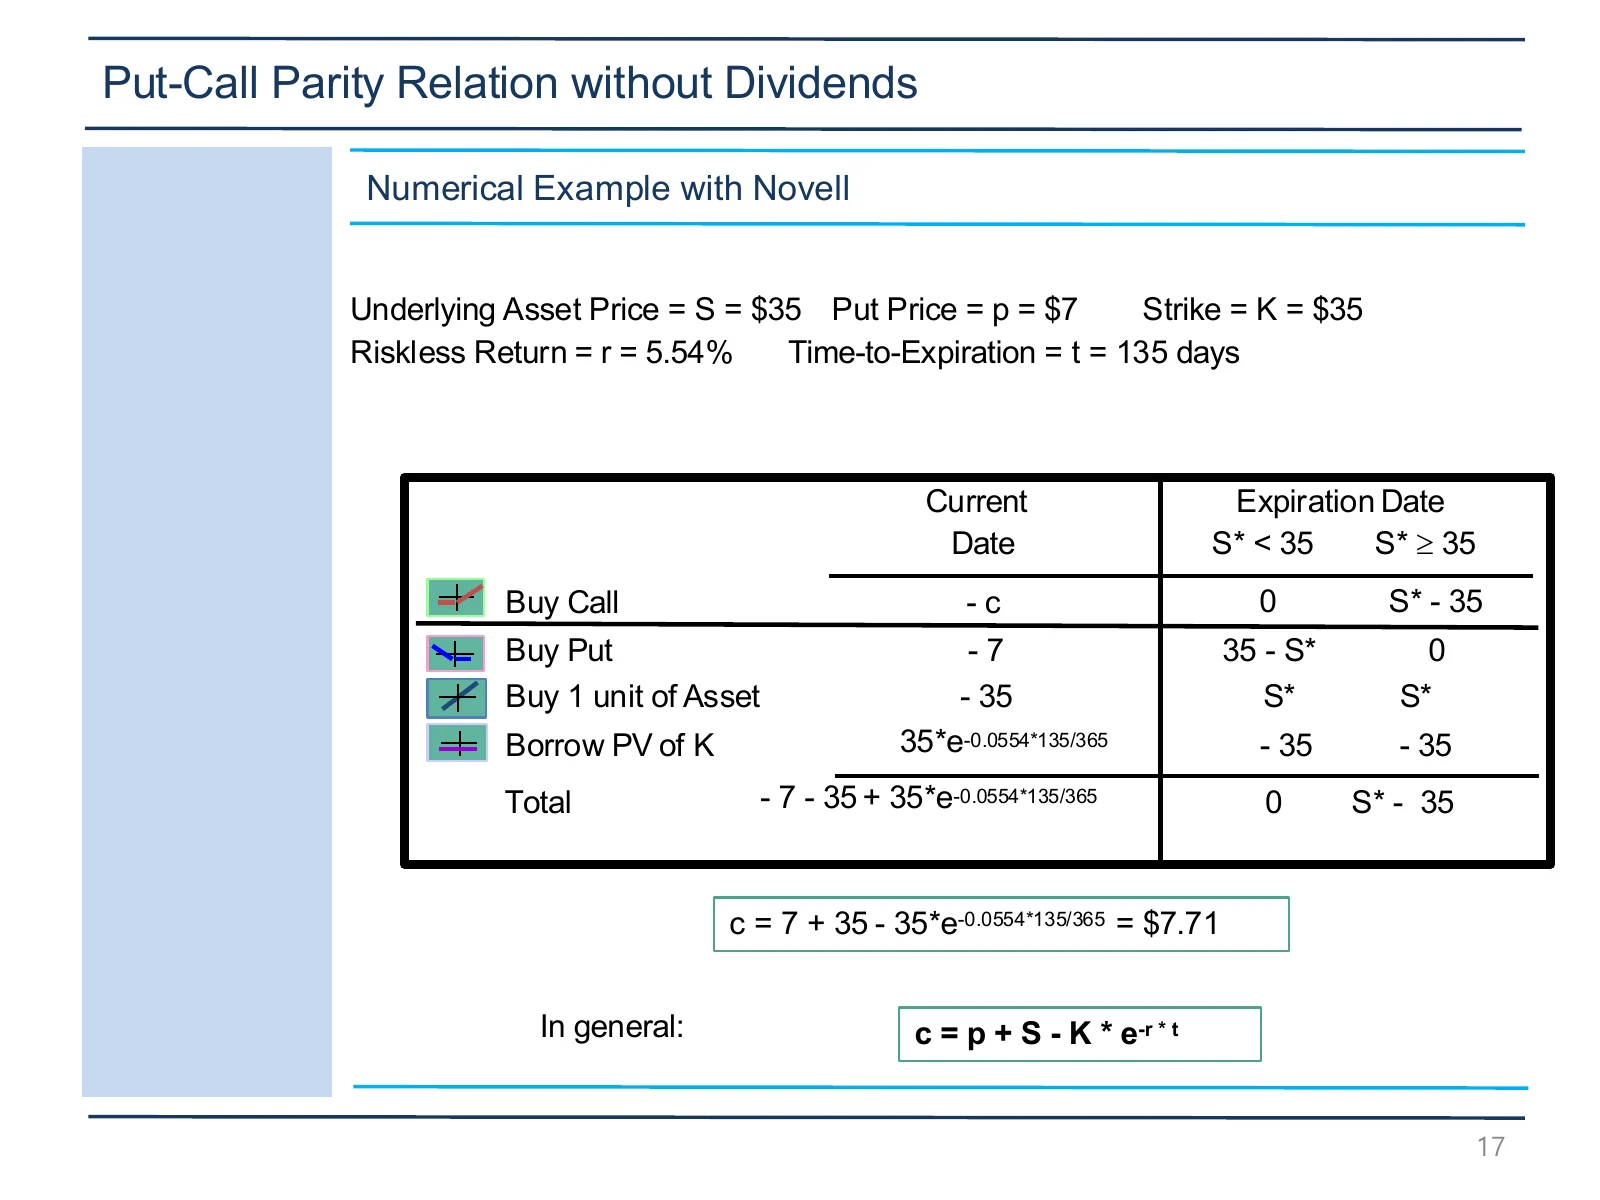 Put-Call Parity Relation without Dividends
Numerical Example with Novell
Underlying Asset Price = S = $35 Put Price = p = $7 Strike = K = $35
Riskless Return = r = 5.54% Time-to-Expiration = t = 135 days
Current Expiration Date
Date S* < 35 S* ≥ 35
Buy Call - c 0 S* - 35
Buy Put - 7 35 - S* 0
Buy 1 unit of Asset - 35 S* S*
Borrow PV of K 35*e-0.0554*135/365 - 35 - 35
Total - 7 - 35 + 35*e-0.0554*135/365 0 S* - 35
c = 7 + 35 - 35*e-0.0554*135/365 = $7.71
In general: c = p + S - K * e-r * t
17